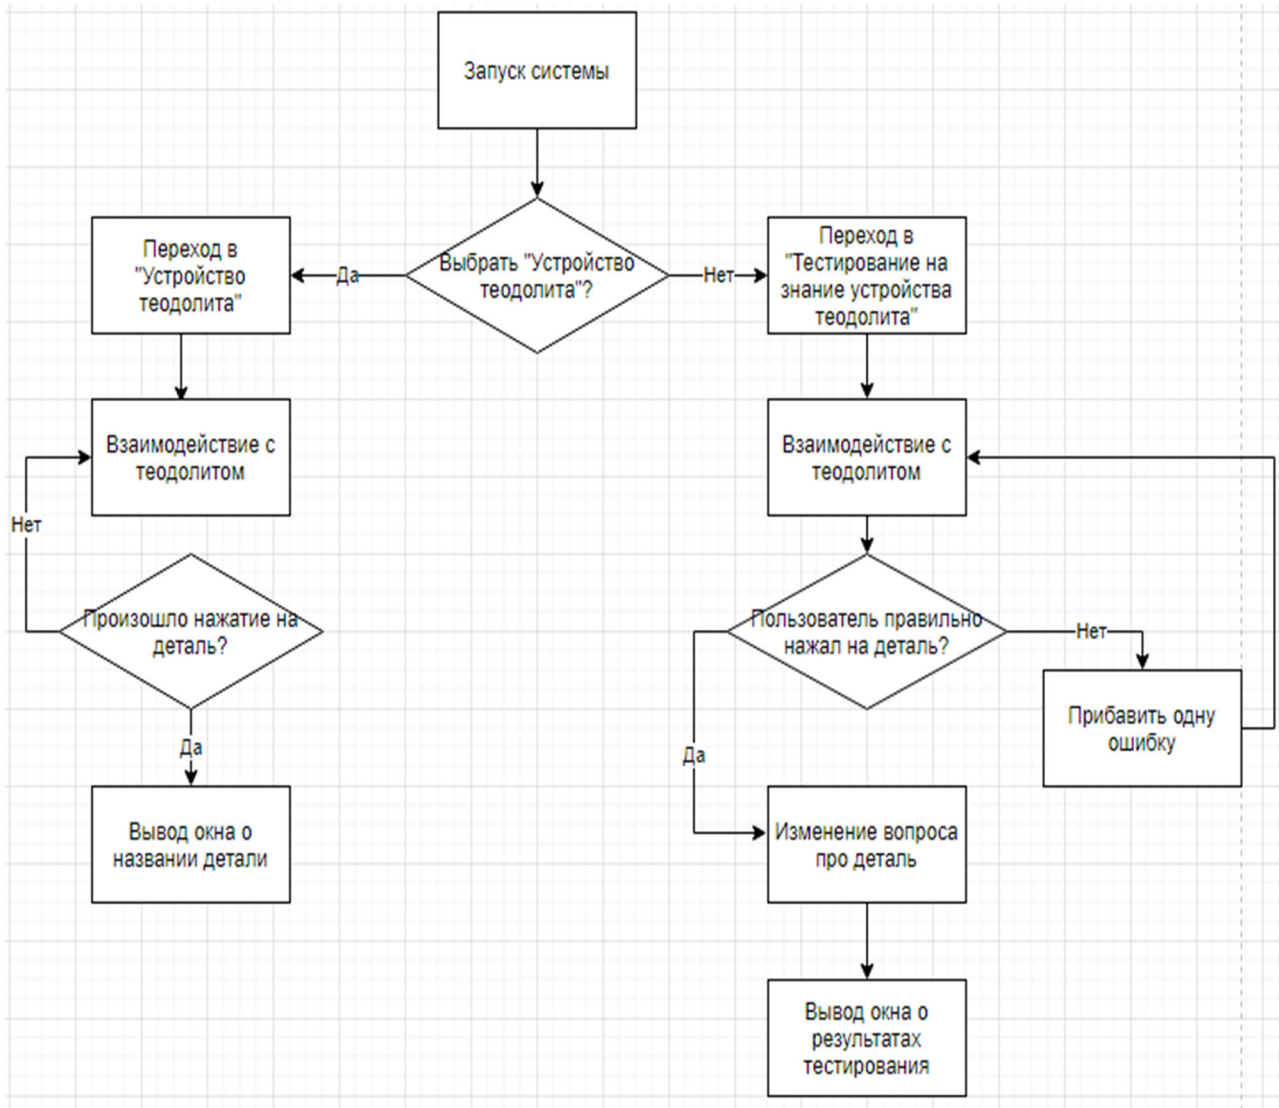 Запуск системы
Переход в
"Устройство
теодолита"
Да
Выбрать "Устройство
теодолита"?
Нет
Переход в
"Тестирование на
знание устройства
теодолита"
Взаимодействие с
теодолитом
Взаимодействие с
теодолитом
Нет
Произошло нажатие на
деталь?
Пользователь правильно
нажал на деталь?
Нет
Прибавить одну
ошибку
Да
Да
Вывод окна о
названии детали
Изменение вопроса
про деталь
Вывод окна о
результатах
тестирования